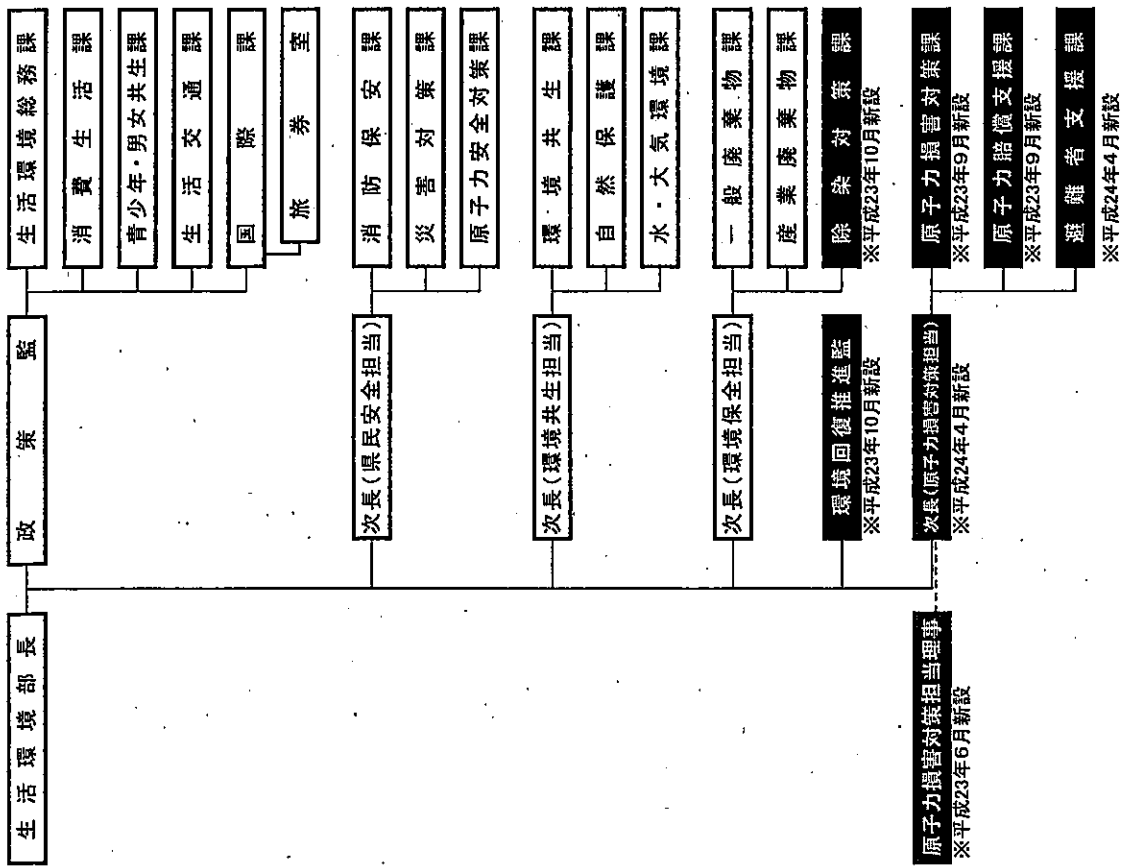 生活環境部長
原子力損害対策担当理事
※平成23年6月新設
政策監
次長(県民安全担当)
次長(環境共生担当)
次長(環境保全担当)
環境回復推進監
※平成23年10月新設
次長(原子力損害対策担当)
※平成24年4月新設
生活環境総務課
消費生活課
青少年・男女共生課
生活交通課
国際課
旅券室
消防保安課
災害対策課
原子力安全対策課
環境共生課
自然保護課
水・大気環境課
一般廃棄物課
産業廃棄物課
除染対策課
※平成23年10月新設
原子力損害対策課
※平成23年9月新設
原子力賠償支援課
※平成23年9月新設
避難者支援課
※平成24年4月新設